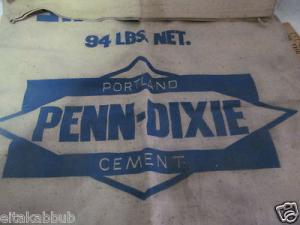 94 LBS. NET.
PORTLAND
PENN-DIXIE
CEMENT
© eltakabbub